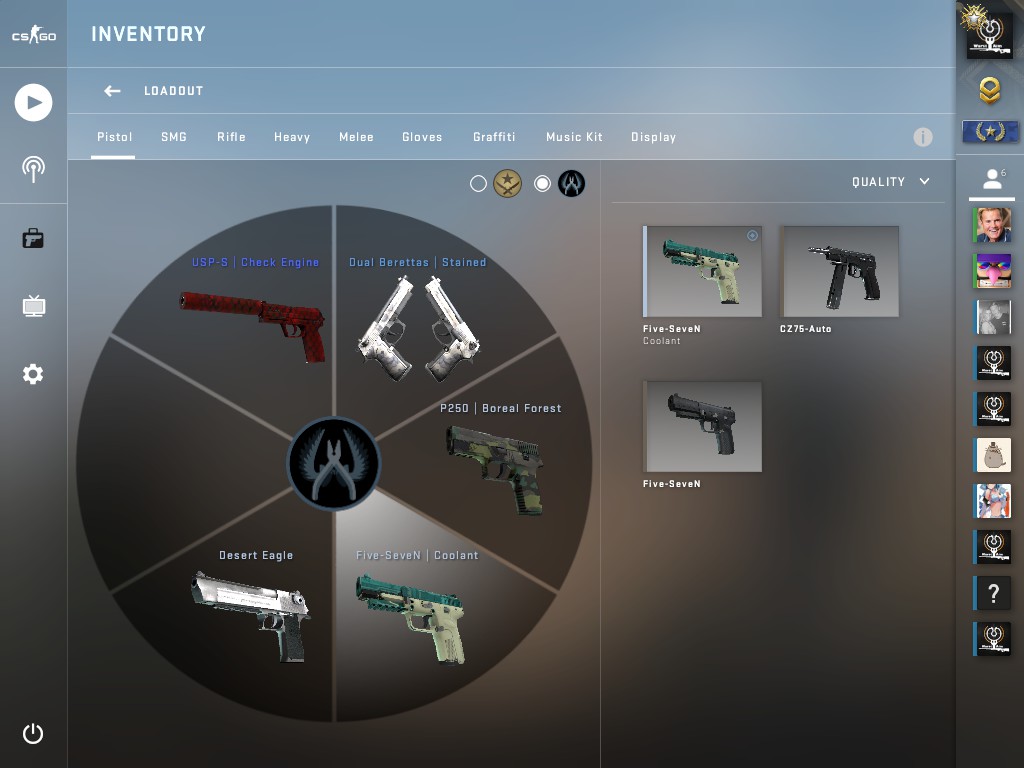 CS GO
INVENTORY
LOADOUT
Pistol SMG Rifle Heavy Melee Gloves Graffiti Music Kit Display
QUALITY
6
USP-S | Check Engine
Dual Berettas | Stained
Five-SeveN
Coolant
CZ75-Auto
P250 | Boreal Forest
Five-SeveN
Desert Eagle
Five-SeveN | Coolant
?